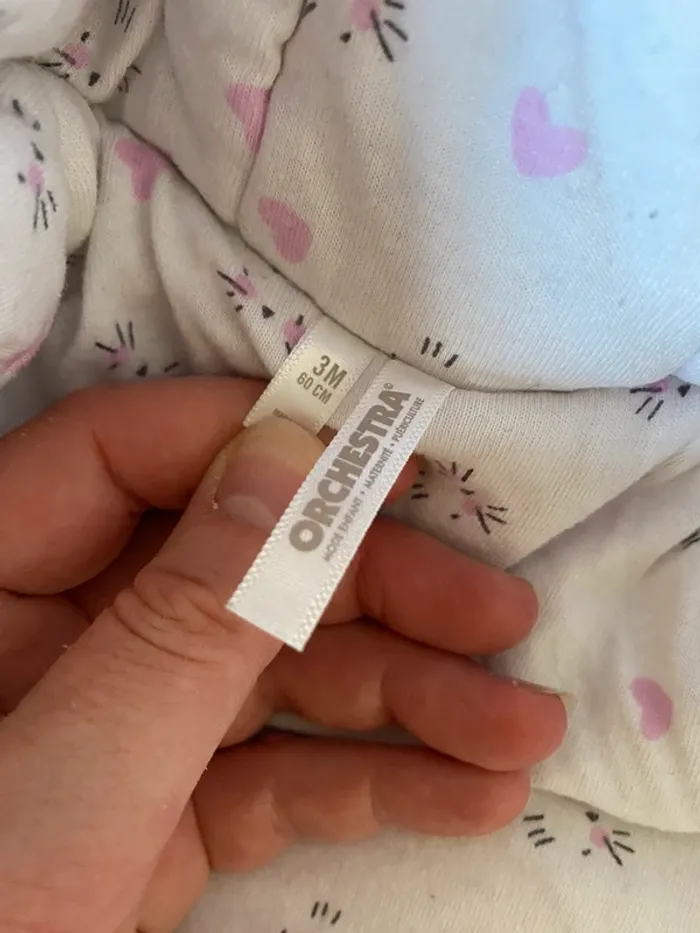 3M
60 CM
ORCHESTRA©
MODE ENFANT • MATERNITÉ • PUÉRICULTURE